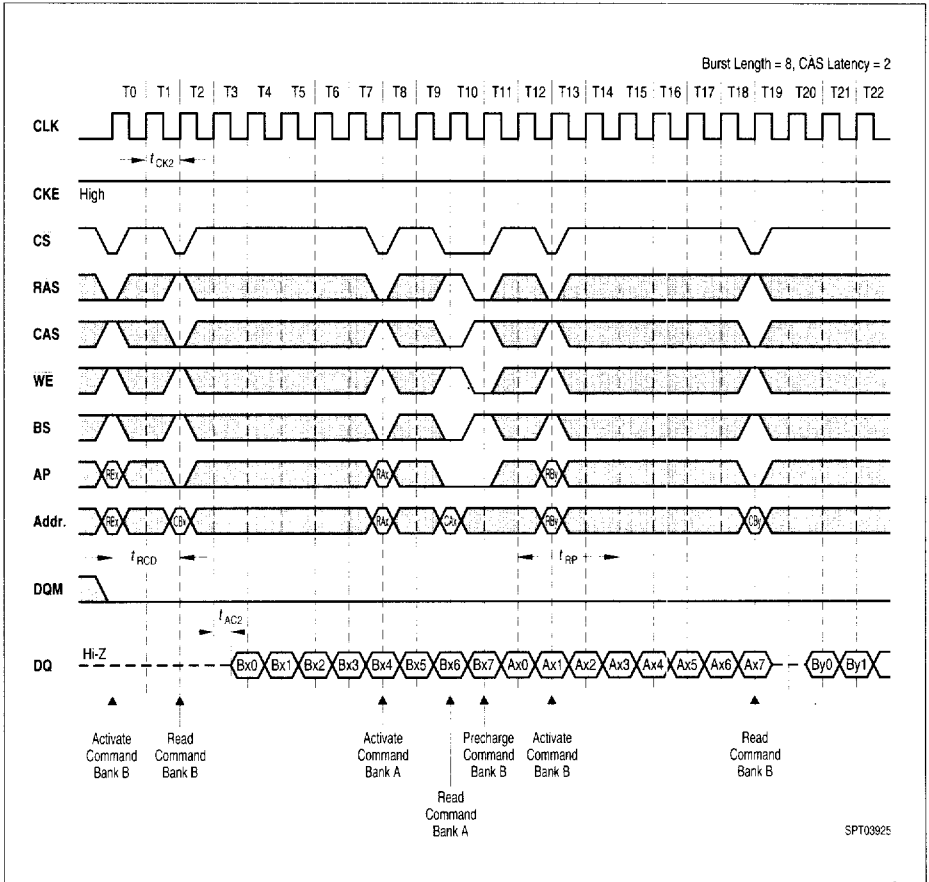 Burst Length = 8, CAS Latency = 2
T0 T1 T2 T3 T4 T5 T6 T7 T8 T9 T10 T11 T12 T13 T14 T15 T16 T17 T18 T19 T20 T21 T22
CLK
tCK2
CKE High
CS
RAS
CAS
WE
BS
AP RBx RAx RBy
Addr. RBx CBx RAx CAx RBy CBy
tRCD tRP
DQM
tAC2
DQ Hi-Z Bx0 Bx1 Bx2 Bx3 Bx4 Bx5 Bx6 Bx7 Ax0 Ax1 Ax2 Ax3 Ax4 Ax5 Ax6 Ax7 By0 By1
Activate Command Bank B
Read Command Bank B
Activate Command Bank A
Read Command Bank A
Precharge Command Bank B
Activate Command Bank B
Read Command Bank B
SPT03925